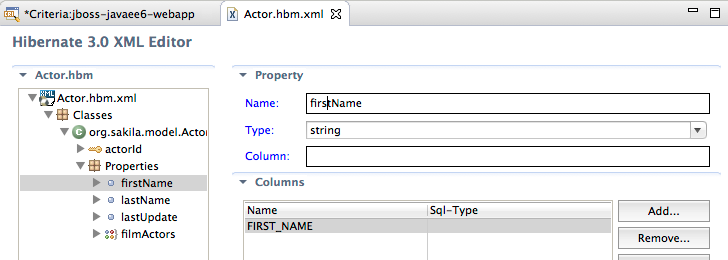 *Criteria:jboss-javaee6-webapp
Actor.hbm.xml
Hibernate 3.0 XML Editor
Actor.hbm
Actor.hbm.xml
Classes
org.sakila.model.Actor
actorId
Properties
firstName
lastName
lastUpdate
filmActors
Property
Name: firstName
Type: string
Column:
Columns
Name Sql-Type
FIRST_NAME
Add...
Remove...